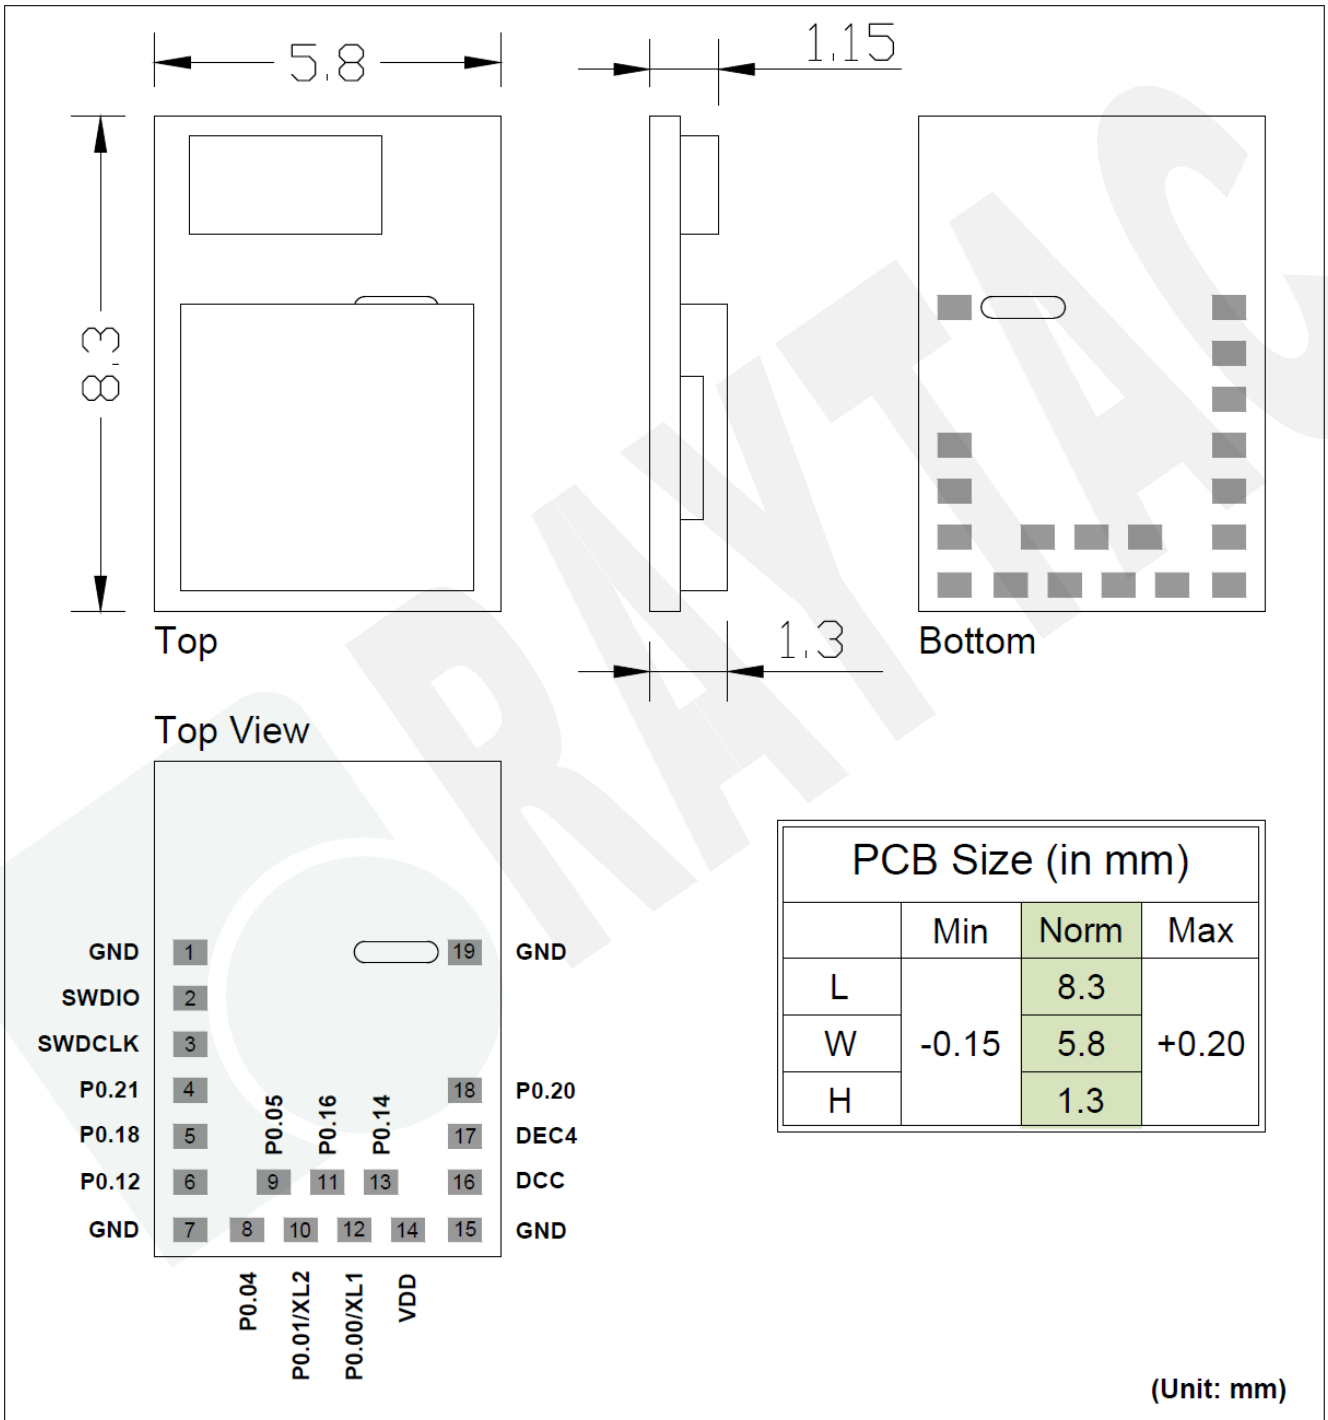 5.8
1.15
8.3
Top
1.3
Bottom
Top View
RAYTAC
PCB Size (in mm)
Min Norm Max
L 8.3
W -0.15 5.8 +0.20
H 1.3
GND 1 19 GND
SWDIO 2
SWDCLK 3
P0.21 4 18 P0.20
P0.05 P0.16 P0.14
P0.18 5 17 DEC4
P0.12 6 9 11 13 16 DCC
GND 7 8 10 12 14 15 GND
P0.04 P0.01/XL2 P0.00/XL1 VDD
(Unit: mm)